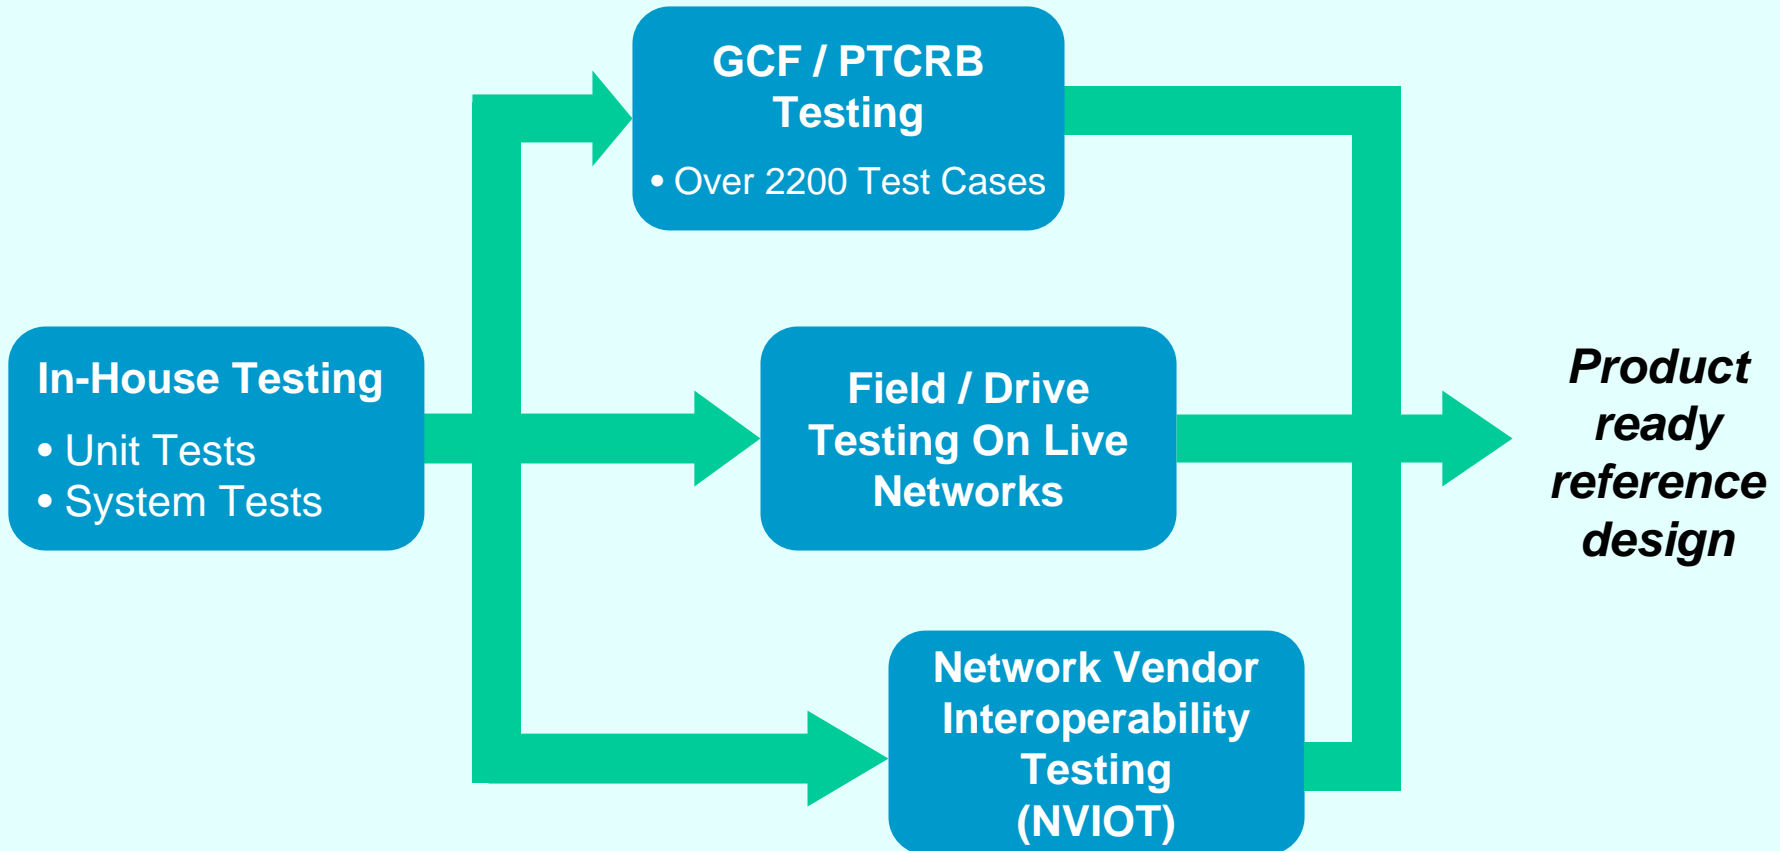 GCF / PTCRB
Testing
• Over 2200 Test Cases
In-House Testing
• Unit Tests
• System Tests
Field / Drive
Testing On Live
Networks
Network Vendor
Interoperability
Testing
(NVIOT)
Product
ready
reference
design